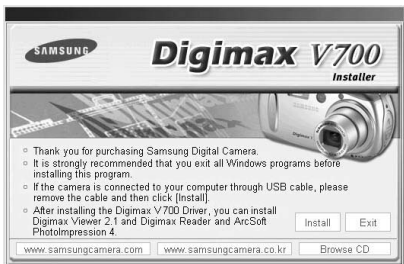 SAMSUNG
Digimax V700
Installer
Thank you for purchasing Samsung Digital Camera.
It is strongly recommended that you exit all Windows programs before
installing this program.
If the camera is connected to your computer through USB cable, please
remove the cable and then click [Install].
After installing the Digimax V700 Driver, you can install
Digimax Viewer 2.1 and Digimax Reader and ArcSoft
PhotoImpression 4.
Install Exit
www.samsungcamera.com www.samsungcamera.co.kr Browse CD